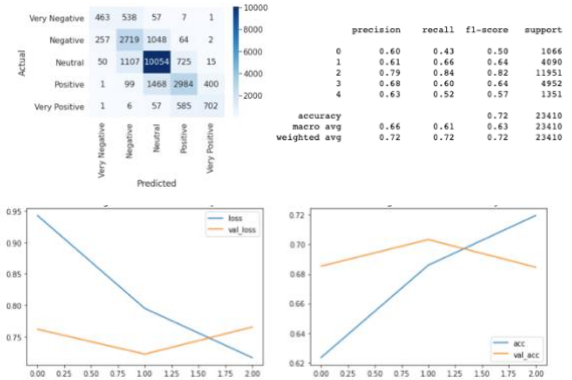 Very Negative 463 538 57 7 1
Negative 257 2719 1048 64 2
Neutral 50 1107 10054 725 15
Positive 1 99 1468 2984 400
Very Positive 1 6 57 585 702
Actual
Very Negative Negative Neutral Positive Very Positive
Predicted
10000
8000
6000
4000
2000
precision recall f1-score support
0 0.60 0.43 0.50 1066
1 0.61 0.66 0.64 4090
2 0.79 0.84 0.82 11951
3 0.68 0.60 0.64 4952
4 0.63 0.52 0.57 1351
accuracy 0.72 23410
macro avg 0.66 0.61 0.63 23410
weighted avg 0.72 0.72 0.72 23410
0.95
0.90
0.85
0.80
0.75
loss
val_loss
0.00 0.25 0.50 0.75 1.00 1.25 1.50 1.75 2.00
0.72
0.70
0.68
0.66
0.64
0.62
acc
val_acc
0.00 0.25 0.50 0.75 1.00 1.25 1.50 1.75 2.00